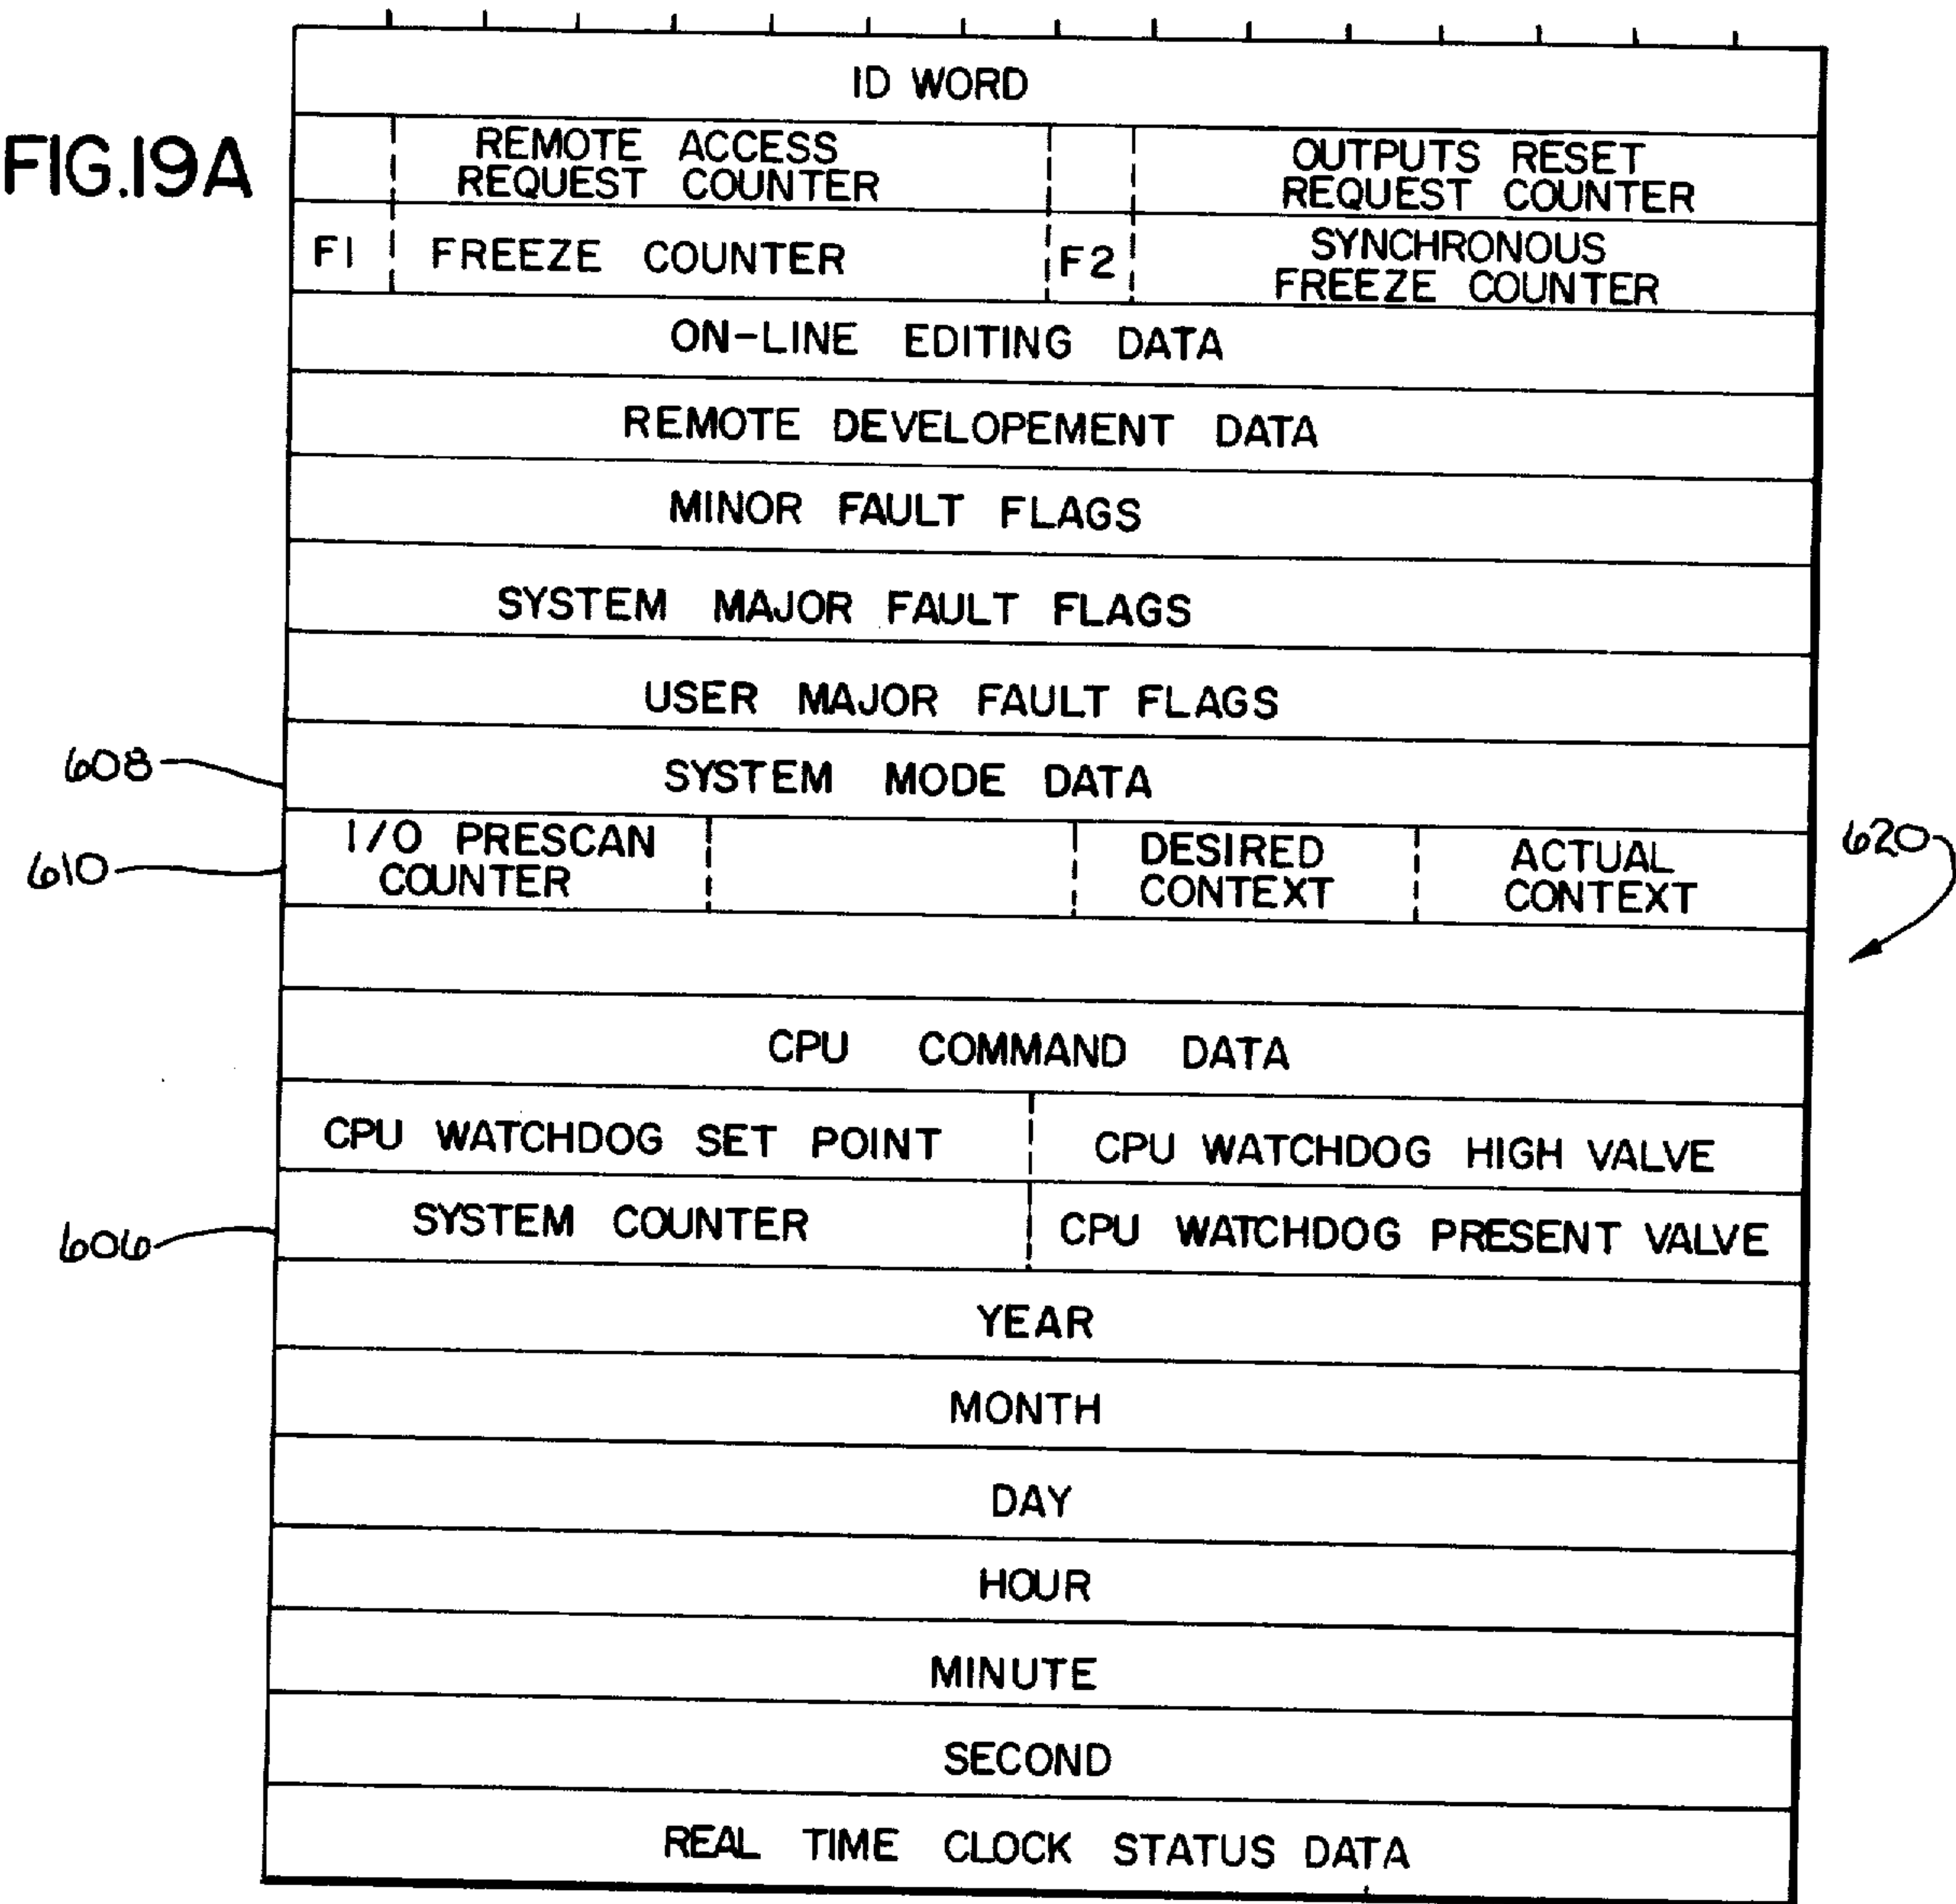 FIG.19A
ID WORD
REMOTE ACCESS
REQUEST COUNTER
OUTPUTS RESET
REQUEST COUNTER
F1
FREEZE COUNTER
F2
SYNCHRONOUS
FREEZE COUNTER
ON-LINE EDITING DATA
REMOTE DEVELOPEMENT DATA
MINOR FAULT FLAGS
SYSTEM MAJOR FAULT FLAGS
USER MAJOR FAULT FLAGS
608
SYSTEM MODE DATA
610
I/O PRESCAN
COUNTER
DESIRED
CONTEXT
ACTUAL
CONTEXT
620
CPU COMMAND DATA
CPU WATCHDOG SET POINT
CPU WATCHDOG HIGH VALVE
606
SYSTEM COUNTER
CPU WATCHDOG PRESENT VALVE
YEAR
MONTH
DAY
HOUR
MINUTE
SECOND
REAL TIME CLOCK STATUS DATA